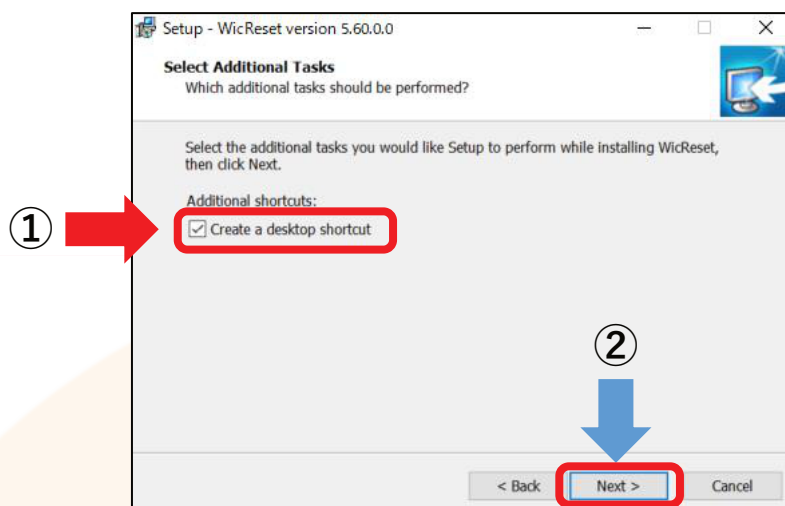 Setup - WicReset version 5.60.0.0
Select Additional Tasks
Which additional tasks should be performed?
Select the additional tasks you would like Setup to perform while installing WicReset,
then click Next.
Additional shortcuts:
① Create a desktop shortcut
②
< Back Next > Cancel